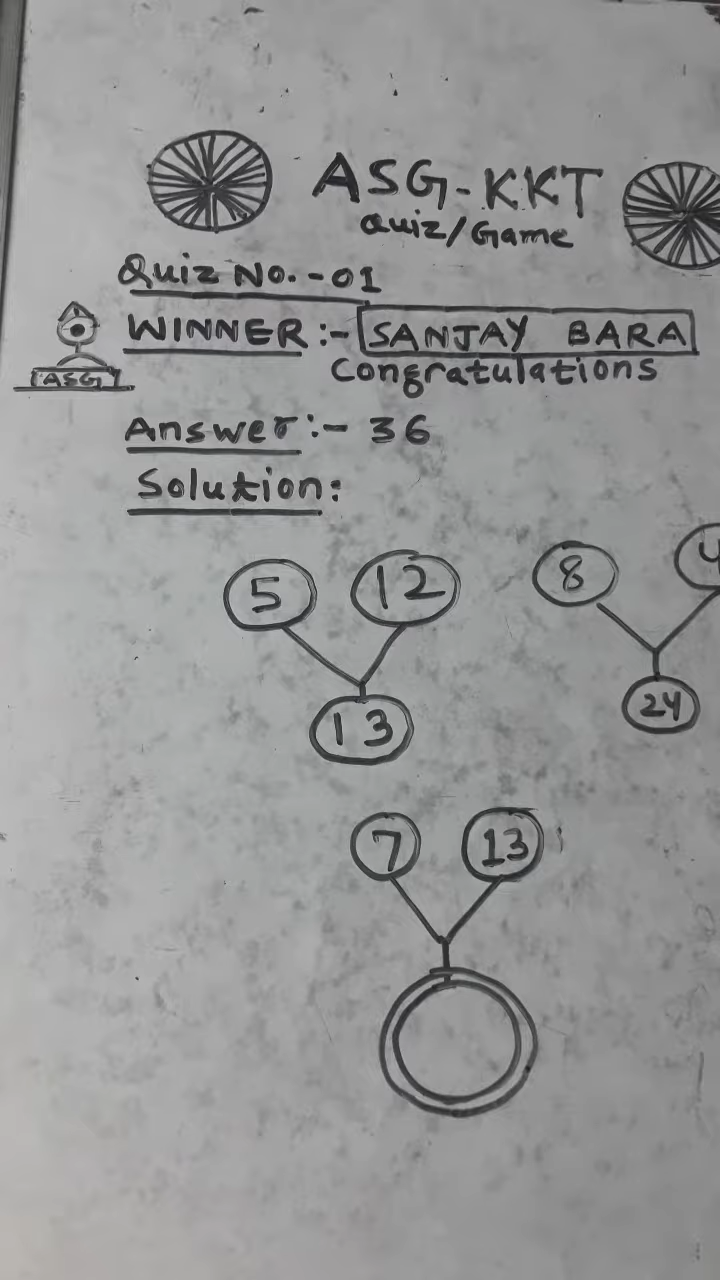 ASG-KKT
Quiz/Game
Quiz No.-01
WINNER:- SANJAY BARA
ASG
Congratulations
Answer:- 36
Solution:
5 12 8 4
13 24
7 13